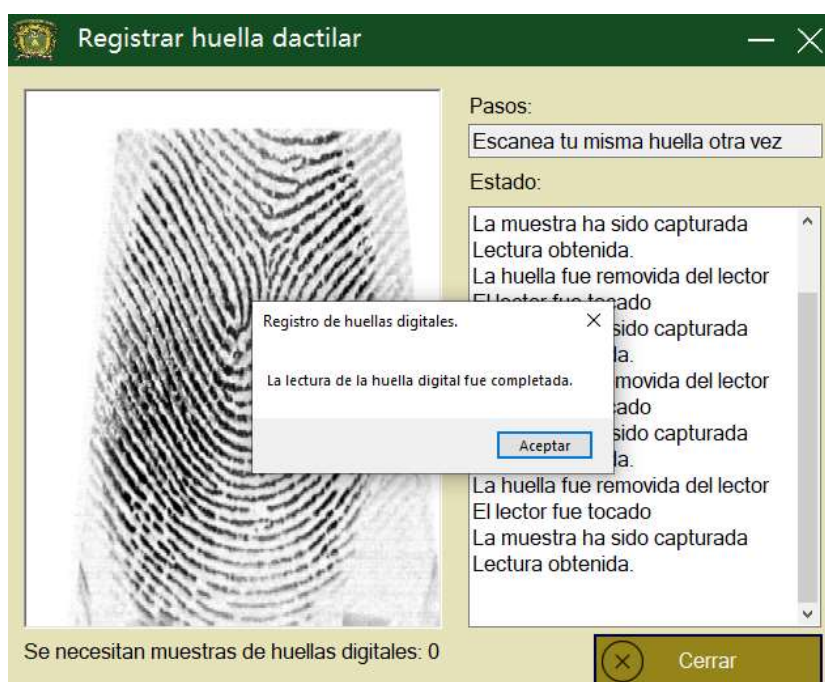 Registrar huella dactilar
Pasos:
Escanea tu misma huella otra vez
Estado:
La muestra ha sido capturada
Lectura obtenida.
La huella fue removida del lector
El lector fue tocado
sido capturada
movida del lector
sido capturada
La huella fue removida del lector
El lector fue tocado
La muestra ha sido capturada
Lectura obtenida.
Registro de huellas digitales.
La lectura de la huella digital fue completada.
Aceptar
Se necesitan muestras de huellas digitales: 0
Cerrar